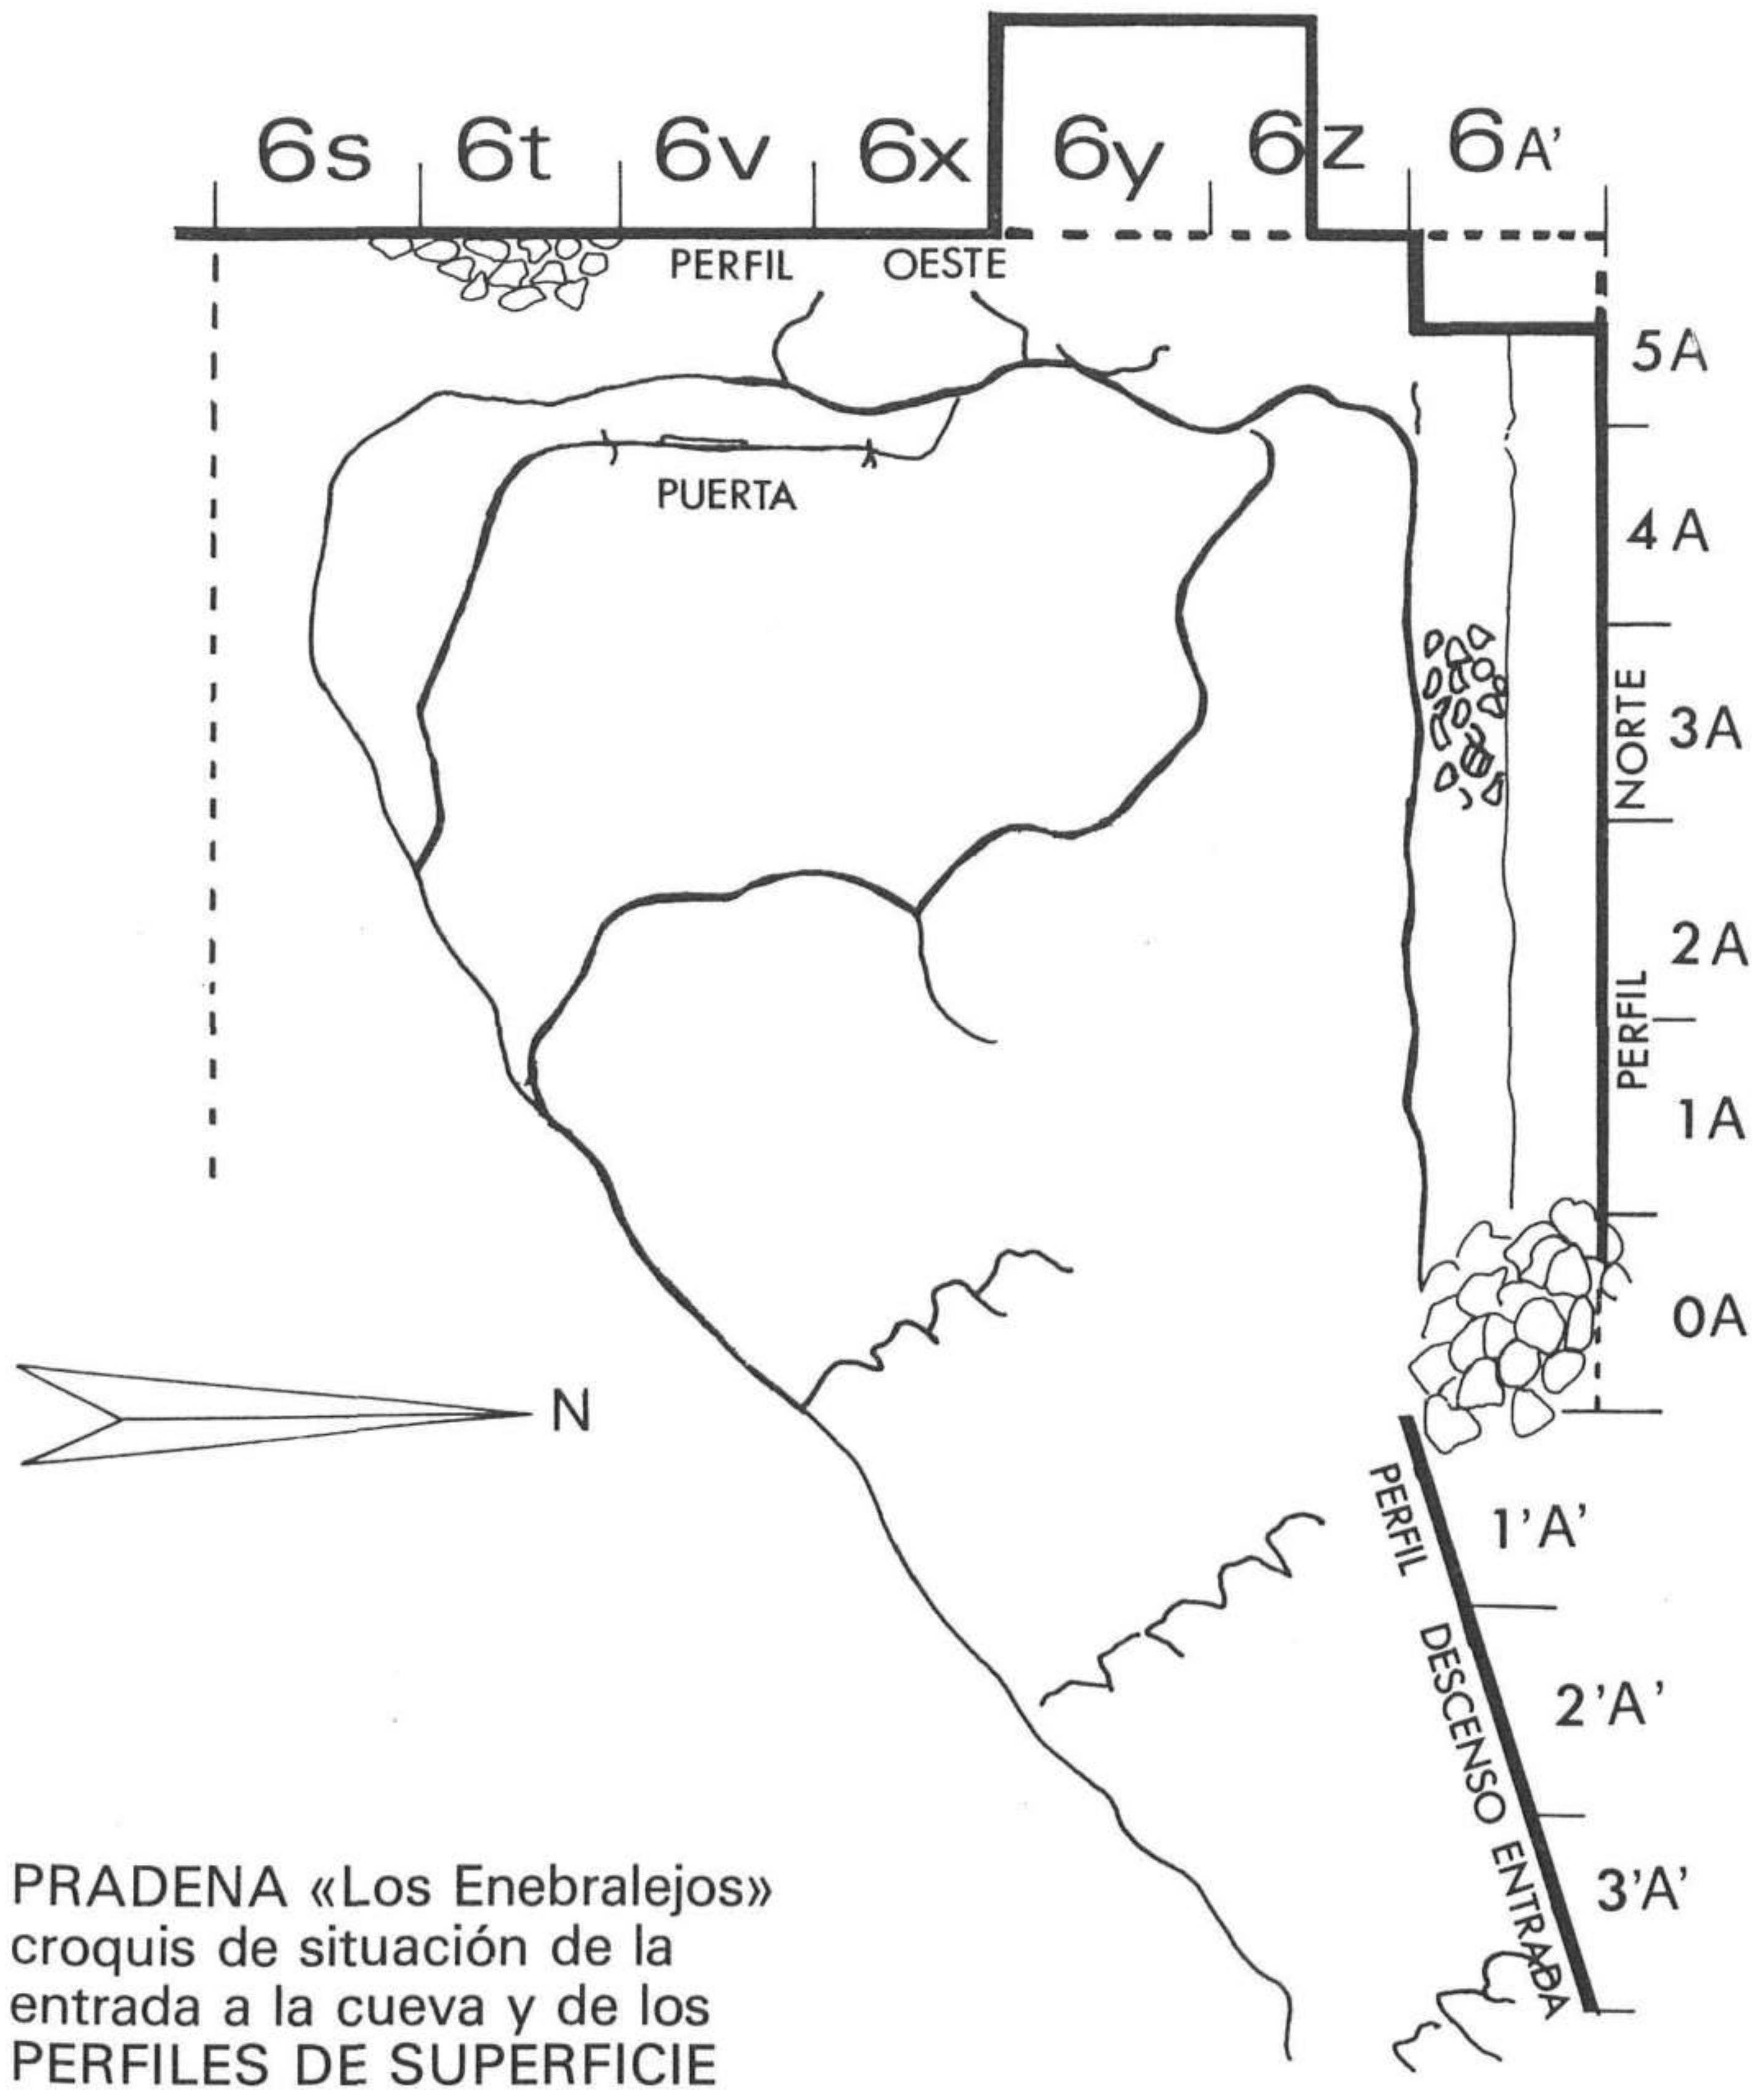 6s 6t 6v 6x 6y 6z 6A'
PERFIL OESTE
5A
PUERTA
4A
3A
PERFIL NORTE
2A
1A
0A
N
PERFIL DESCENSO ENTRADA
1'A'
2'A'
3'A'
PRADENA «Los Enebralejos»
croquis de situación de la
entrada a la cueva y de los
PERFILES DE SUPERFICIE